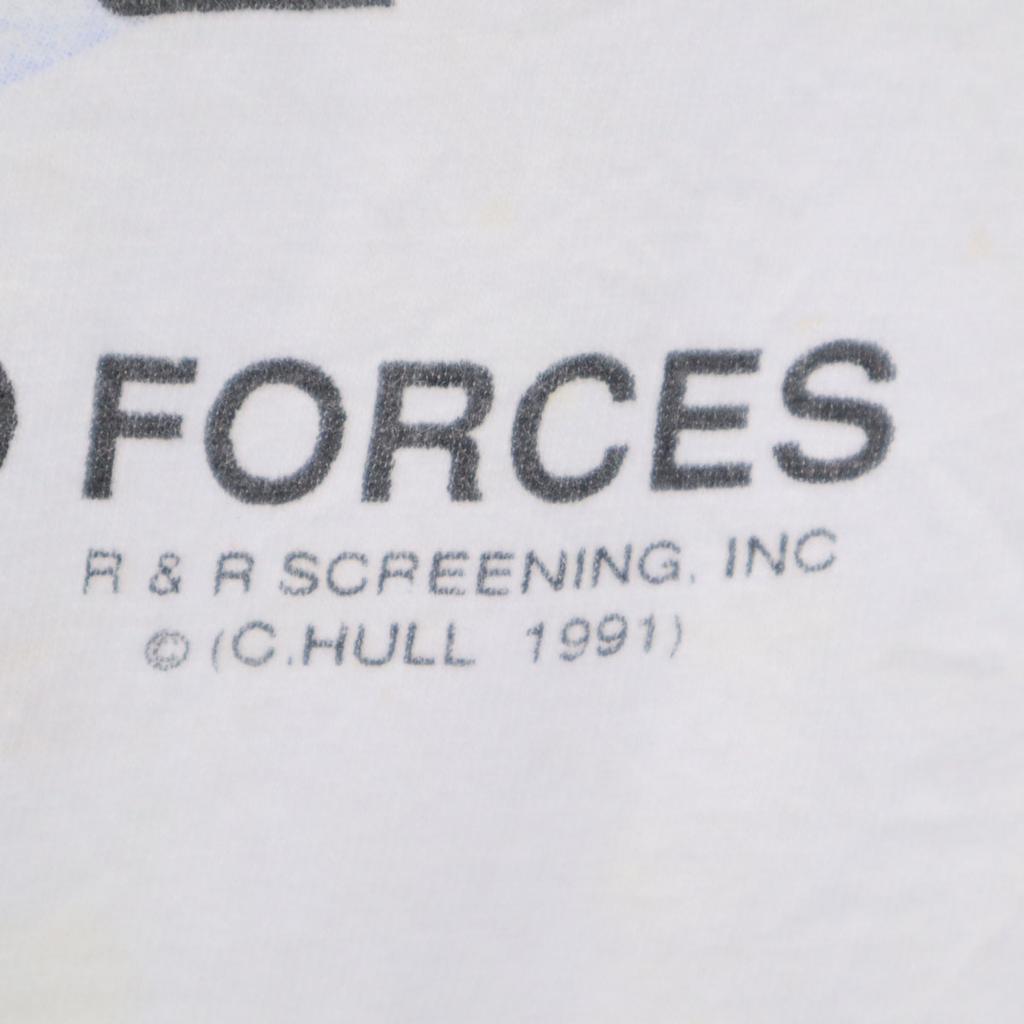 FORCES
R & R SCREENING, INC
© (C.HULL 1991)